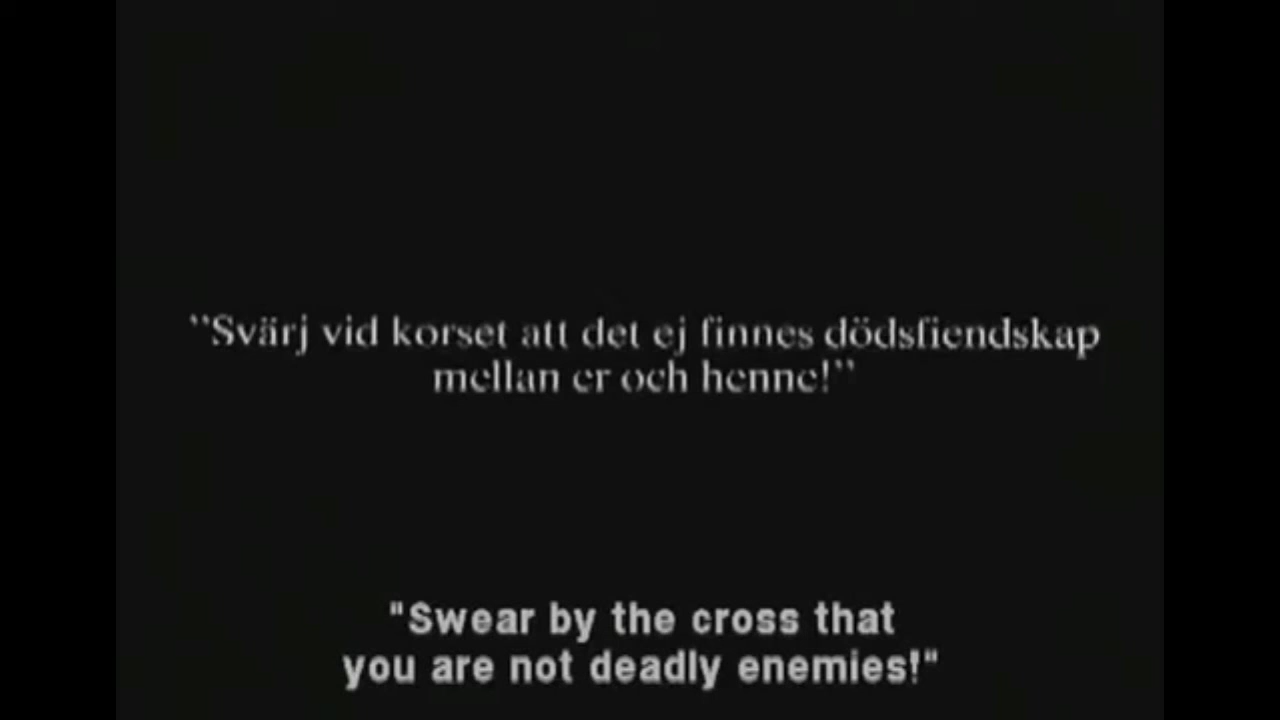 ”Svärj vid korset att det ej finnes dödsfiendskap
mellan er och henne!”
"Swear by the cross that
you are not deadly enemies!"